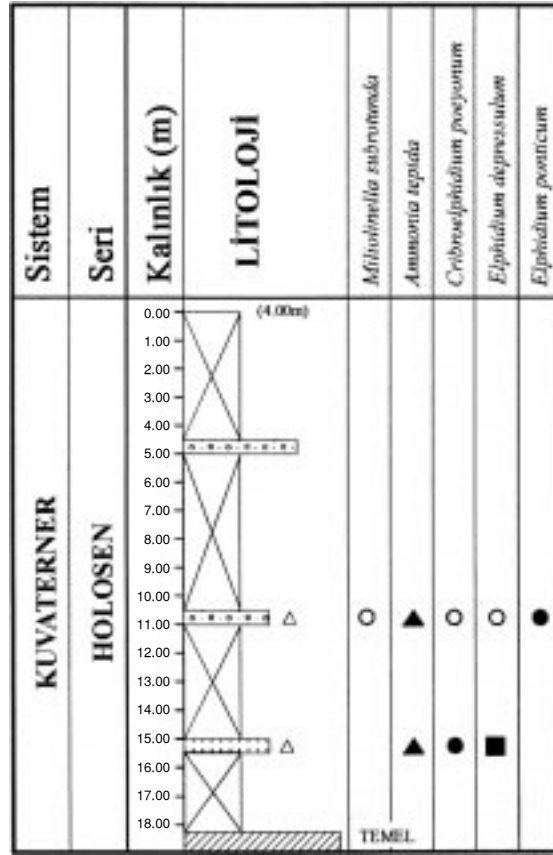 Sistem
Seri
Kalınlık (m)
LİTOLOJİ
Miliolinella subrotunda
Ammonia tepida
Cribroelphidium poeyonum
Elphidium depressulum
Elphidium ponticum
KUVATERNER
HOLOSEN
(4.00m)
0.00
1.00
2.00
3.00
4.00
5.00
6.00
7.00
8.00
9.00
10.00
11.00
12.00
13.00
14.00
15.00
16.00
17.00
18.00
TEMEL